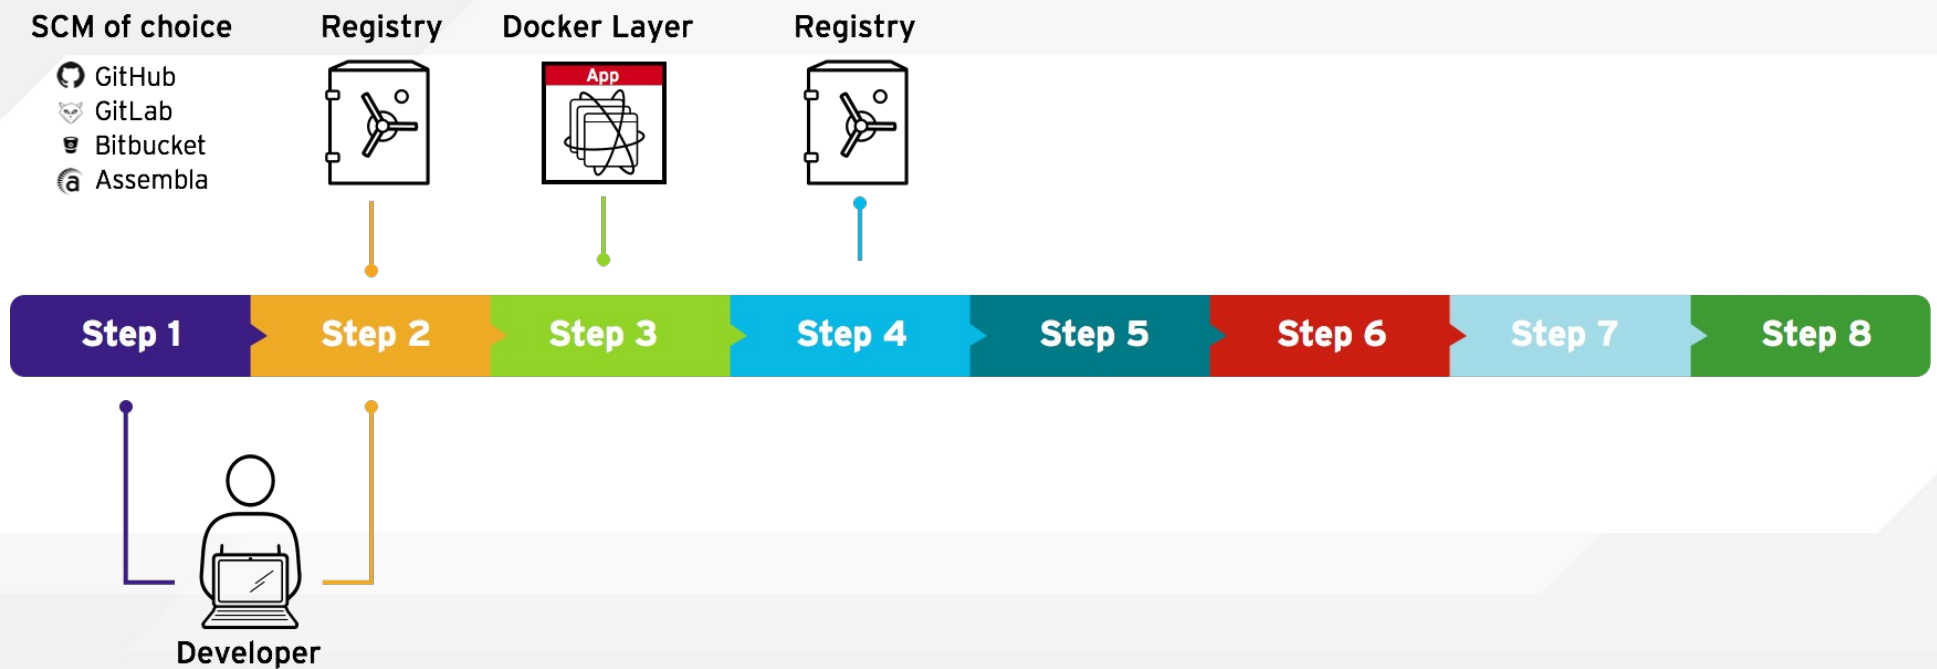 SCM of choice
GitHub
GitLab
Bitbucket
a Assembla
Registry
Docker Layer
App
Registry
Step 1
Step 2
Step 3
Step 4
Step 5
Step 6
Step 7
Step 8
Developer